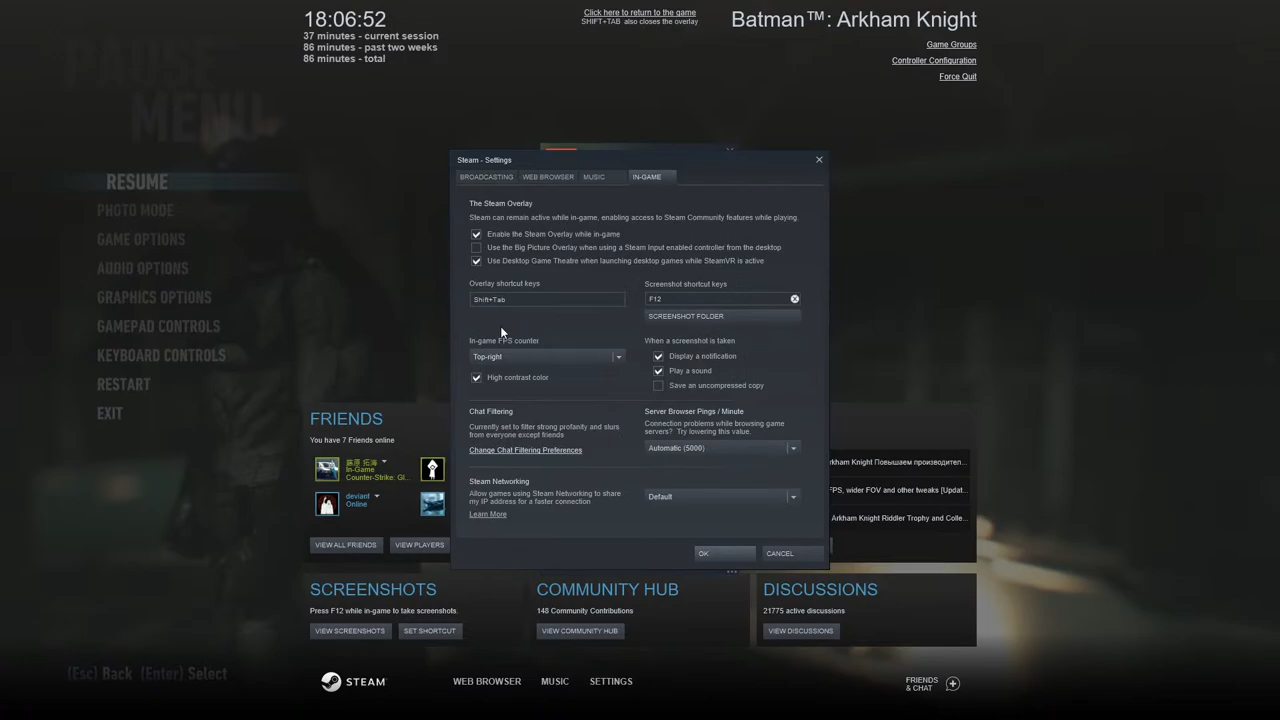 18:06:52
37 minutes - current session
86 minutes - past two weeks
86 minutes - total
Click here to return to the game
SHIFT+TAB also closes the overlay
Batman™: Arkham Knight
Game Groups
Controller Configuration
Force Quit
PAUSE
MENU
RESUME
PHOTO MODE
GAME OPTIONS
AUDIO OPTIONS
GRAPHICS OPTIONS
GAMEPAD CONTROLS
KEYBOARD CONTROLS
RESTART
EXIT
(Esc) Back (Enter) Select
Steam - Settings
BROADCASTING WEB BROWSER MUSIC IN-GAME
The Steam Overlay
Steam can remain active while in-game, enabling access to Steam Community features while playing.
Enable the Steam Overlay while in-game
Use the Big Picture Overlay when using a Steam Input enabled controller from the desktop
Use Desktop Game Theatre when launching desktop games while SteamVR is active
Overlay shortcut keys
Shift+Tab
Screenshot shortcut keys
F12
SCREENSHOT FOLDER
In-game FPS counter
Top-right
High contrast color
When a screenshot is taken
Display a notification
Play a sound
Save an uncompressed copy
Chat Filtering
Currently set to filter strong profanity and slurs
from everyone except friends
Change Chat Filtering Preferences
Server Browser Pings / Minute
Connection problems while browsing game
servers? Try lowering this value.
Automatic (5000)
Steam Networking
Allow games using Steam Networking to share
my IP address for a faster connection
Learn More
Default
OK CANCEL
FRIENDS
You have 7 Friends online
藤原 拓海
In-Game
Counter-Strike: Gl...
deviant
Online
VIEW ALL FRIENDS VIEW PLAYERS
Arkham Knight Повышаем производител...
FPS, wider FOV and other tweaks [Updat...
Arkham Knight Riddler Trophy and Colle...
SCREENSHOTS
Press F12 while in-game to take screenshots.
VIEW SCREENSHOTS SET SHORTCUT
COMMUNITY HUB
148 Community Contributions
VIEW COMMUNITY HUB
DISCUSSIONS
21775 active discussions
VIEW DISCUSSIONS
STEAM WEB BROWSER MUSIC SETTINGS
FRIENDS
& CHAT